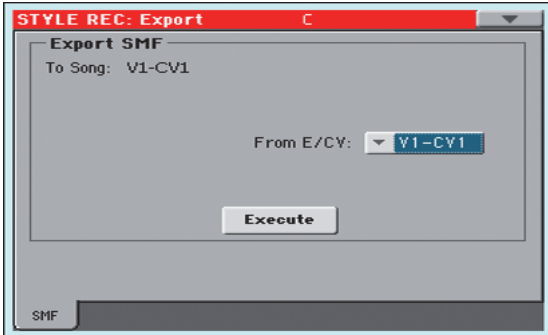 STYLE REC: Export C
Export SMF
To Song: V1-CV1
From E/CV: V1-CV1
Execute
SMF